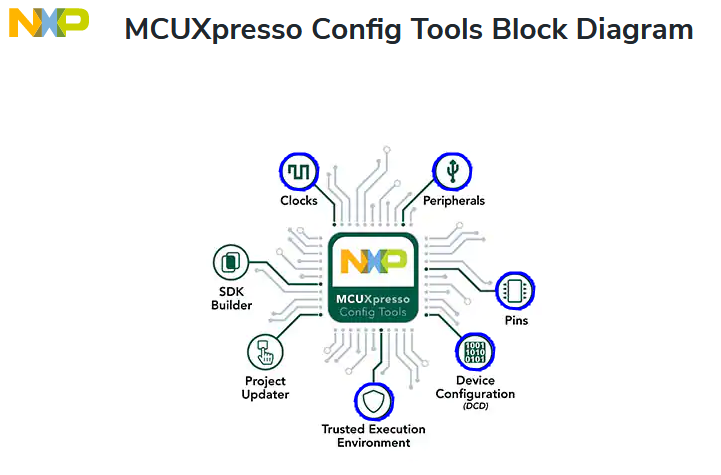 NXP
MCUXpresso Config Tools Block Diagram
Clocks
Peripherals
NXP
MCUXpresso
Config Tools
SDK
Builder
Pins
Project
Updater
1001
1010
0101
Device
Configuration
(DCD)
Trusted Execution
Environment